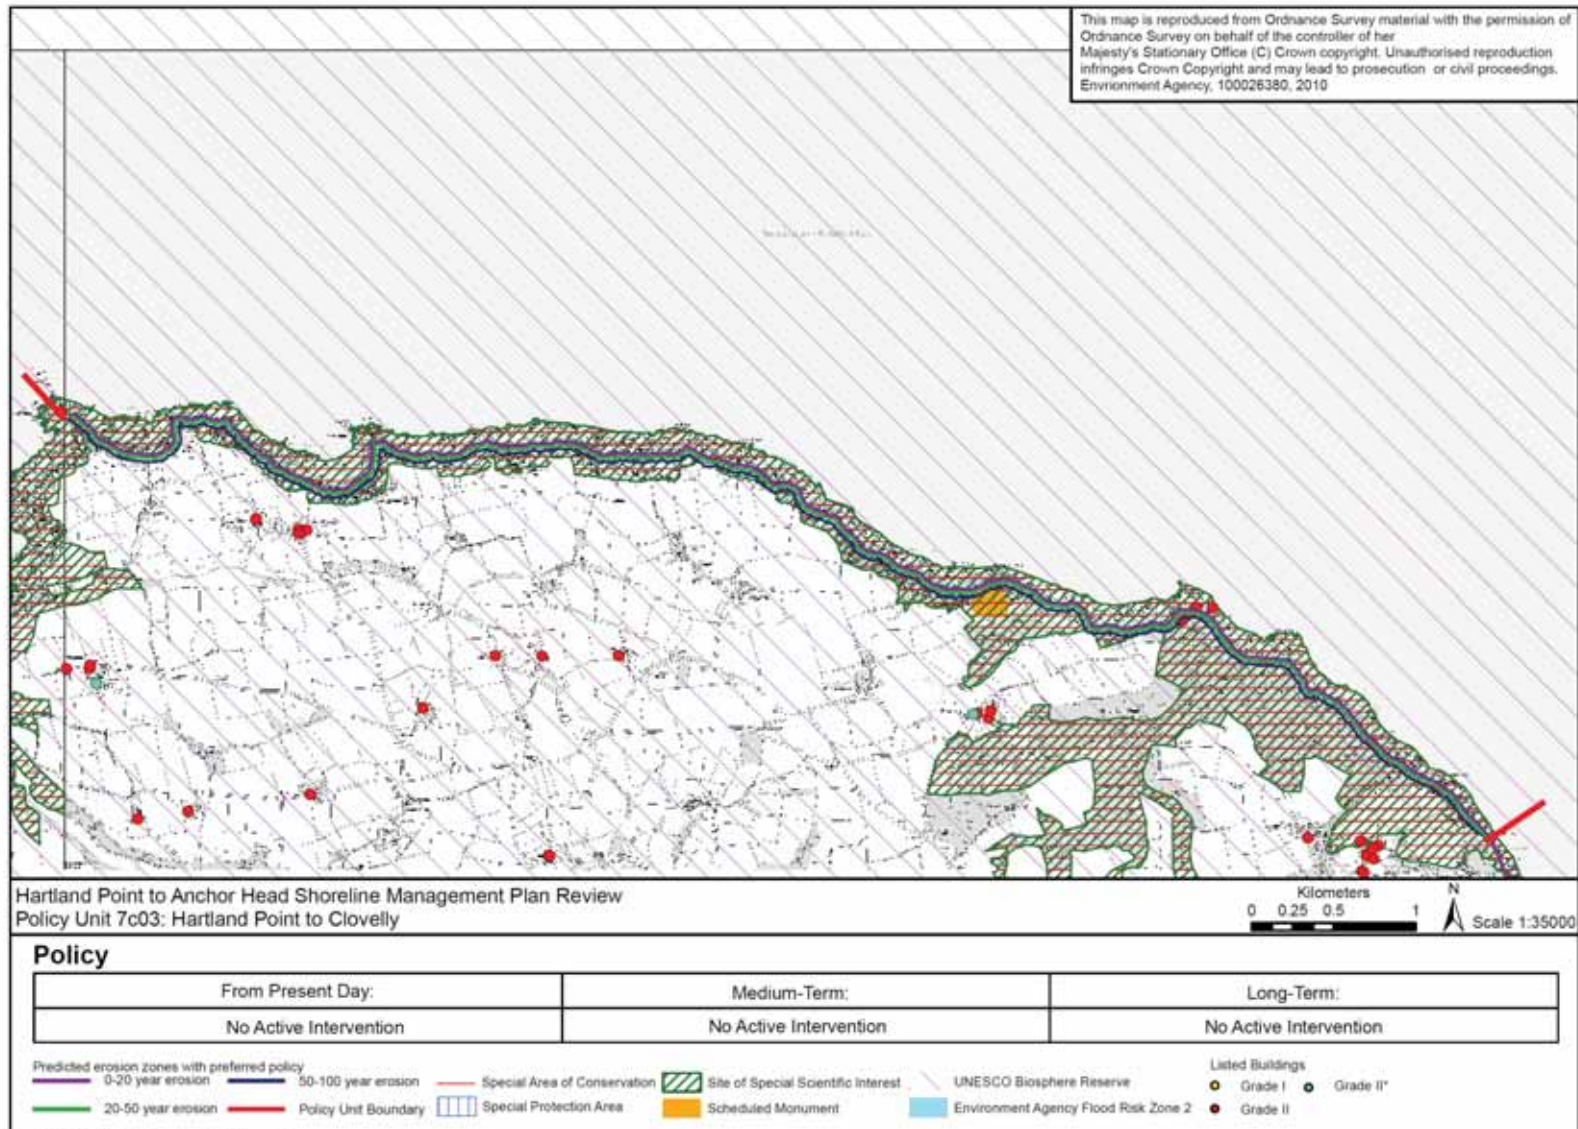 This map is reproduced from Ordnance Survey material with the permission of
Ordnance Survey on behalf of the controller of her
Majesty's Stationary Office (C) Crown copyright. Unauthorised reproduction
infringes Crown Copyright and may lead to prosecution or civil proceedings.
Envrionment Agency, 100026380, 2010
Hartland Point to Anchor Head Shoreline Management Plan Review
Policy Unit 7c03: Hartland Point to Clovelly
Kilometers
0 0.25 0.5 1
N
Scale 1:35000
Policy
From Present Day: Medium-Term: Long-Term:
No Active Intervention No Active Intervention No Active Intervention
Predicted erosion zones with preferred policy
0-20 year erosion 50-100 year erosion Special Area of Conservation Site of Special Scientific Interest UNESCO Biosphere Reserve
20-50 year erosion Policy Unit Boundary Special Protection Area Scheduled Monument Environment Agency Flood Risk Zone 2
Listed Buildings
Grade I Grade II*
Grade II